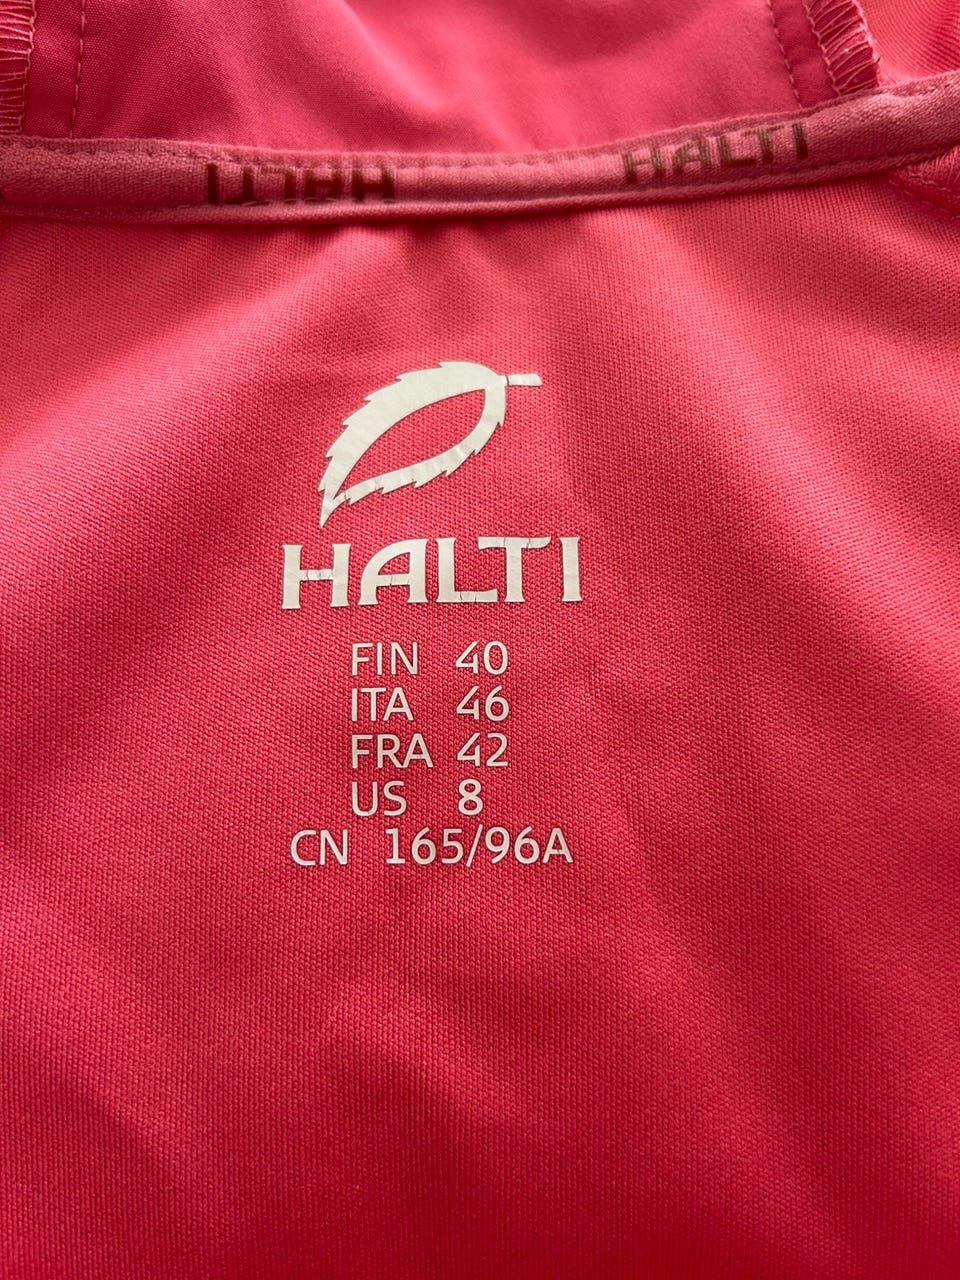 HALTI HALTI
HALTI
FIN 40
ITA 46
FRA 42
US 8
CN 165/96A